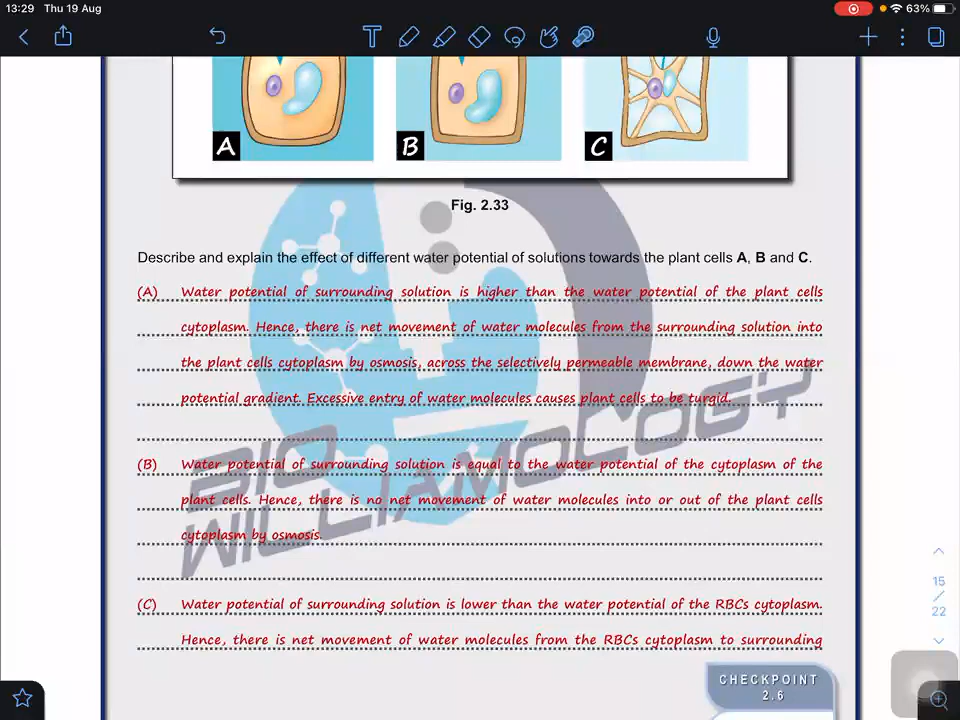 13:29 Thu 19 Aug
63%
T
A
B
C
Fig. 2.33
Describe and explain the effect of different water potential of solutions towards the plant cells A, B and C.
(A) Water potential of surrounding solution is higher than the water potential of the plant cells
cytoplasm. Hence, there is net movement of water molecules from the surrounding solution into
the plant cells cytoplasm by osmosis, across the selectively permeable membrane, down the water
potential gradient. Excessive entry of water molecules causes plant cells to be turgid.
(B) Water potential of surrounding solution is equal to the water potential of the cytoplasm of the
plant cells. Hence, there is no net movement of water molecules into or out of the plant cells
cytoplasm by osmosis.
(C) Water potential of surrounding solution is lower than the water potential of the RBCs cytoplasm.
Hence, there is net movement of water molecules from the RBCs cytoplasm to surrounding
BIO
WILLIAMOLOGY
15
/
22
CHECKPOINT
2.6